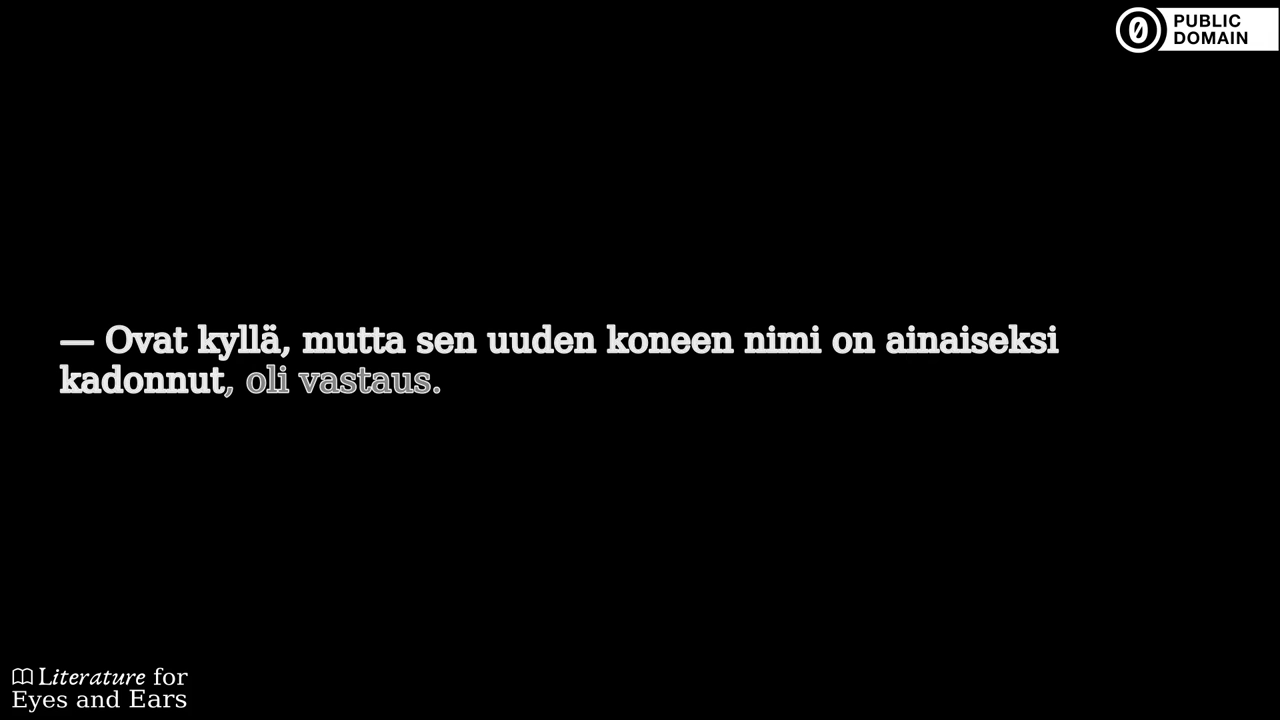 PUBLIC
DOMAIN
— Ovat kyllä, mutta sen uuden koneen nimi on ainaiseksi
kadonnut, oli vastaus.
Literature for
Eyes and Ears